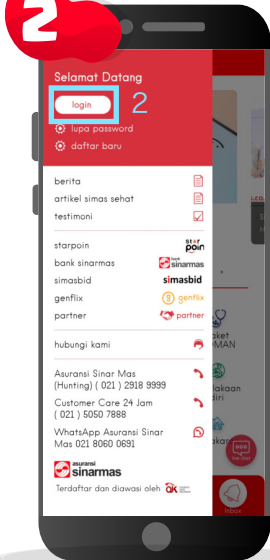 2
Selamat Datang
login
2
lupa password
daftar baru
berita
artikel simas sehat
testimoni
starpoin
star poin
bank sinarmas
bank sinarmas
simasbid
simasbid
genflix
genflix
partner
partner
hubungi kami
Asuransi Sinar Mas
(Hunting) ( 021 ) 2918 9999
Customer Care 24 Jam
( 021 ) 5050 7888
WhatsApp Asuransi Sinar
Mas 021 8060 0691
asuransi
sinarmas
Terdaftar dan diawasi oleh
Inbox